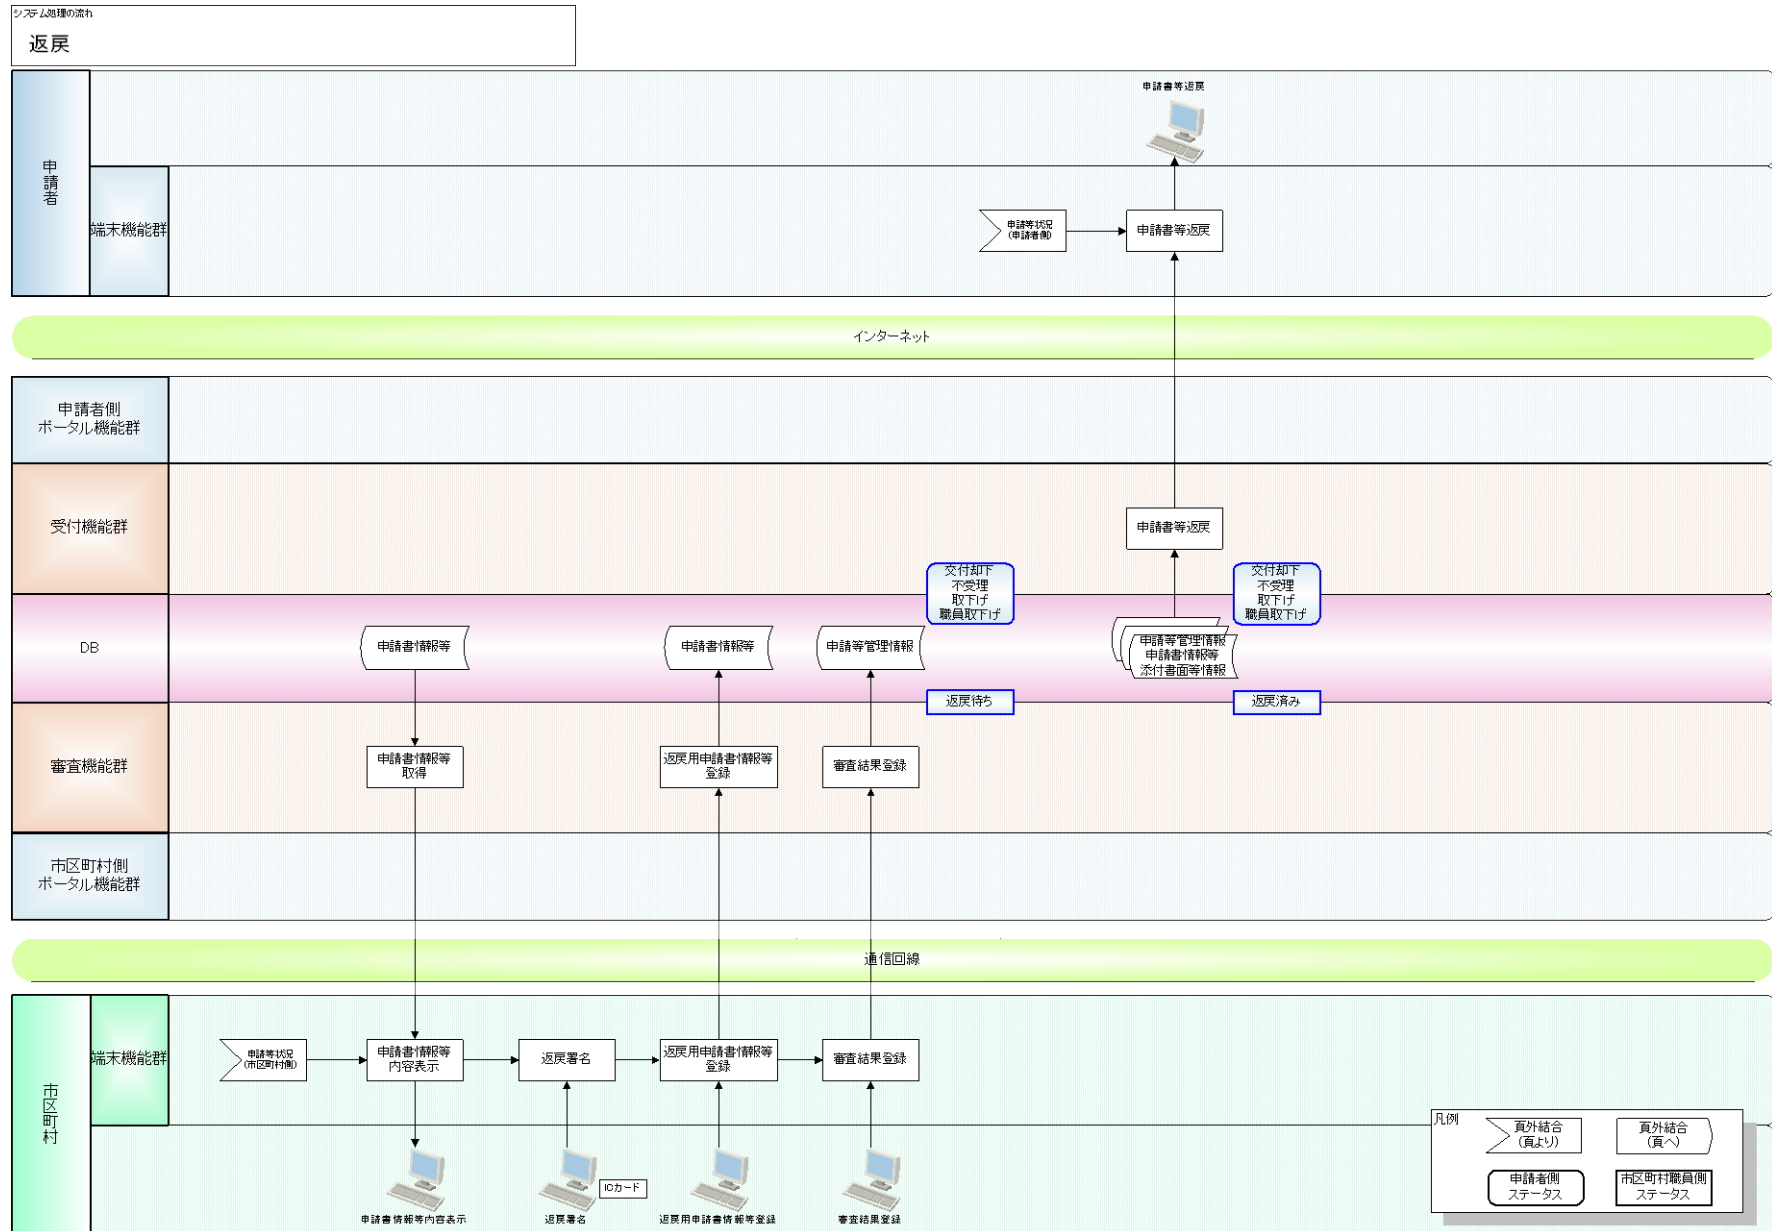 システム処理の流れ
返戻
申請書等返戻
申請者
端末機能群
申請等状況
(申請者側)
申請書等返戻
インターネット
申請者側
ポータル機能群
受付機能群
申請書等返戻
交付却下
不受理
取下げ
職員取下げ
交付却下
不受理
取下げ
職員取下げ
DB
申請書情報等
申請書情報等
申請等管理情報
申請等管理情報
申請書情報等
添付書面等情報
返戻待ち
返戻済み
審査機能群
申請書情報等
取得
返戻用申請書情報等
登録
審査結果登録
市区町村側
ポータル機能群
通信回線
市区町村
端末機能群
申請等状況
(市区町村側)
申請書情報等
内容表示
返戻署名
返戻用申請書情報等
登録
審査結果登録
ICカード
申請書情報等内容表示
返戻署名
返戻用申請書情報等登録
審査結果登録
凡例
頁外結合
(頁より)
頁外結合
(頁へ)
申請者側
ステータス
市区町村職員側
ステータス